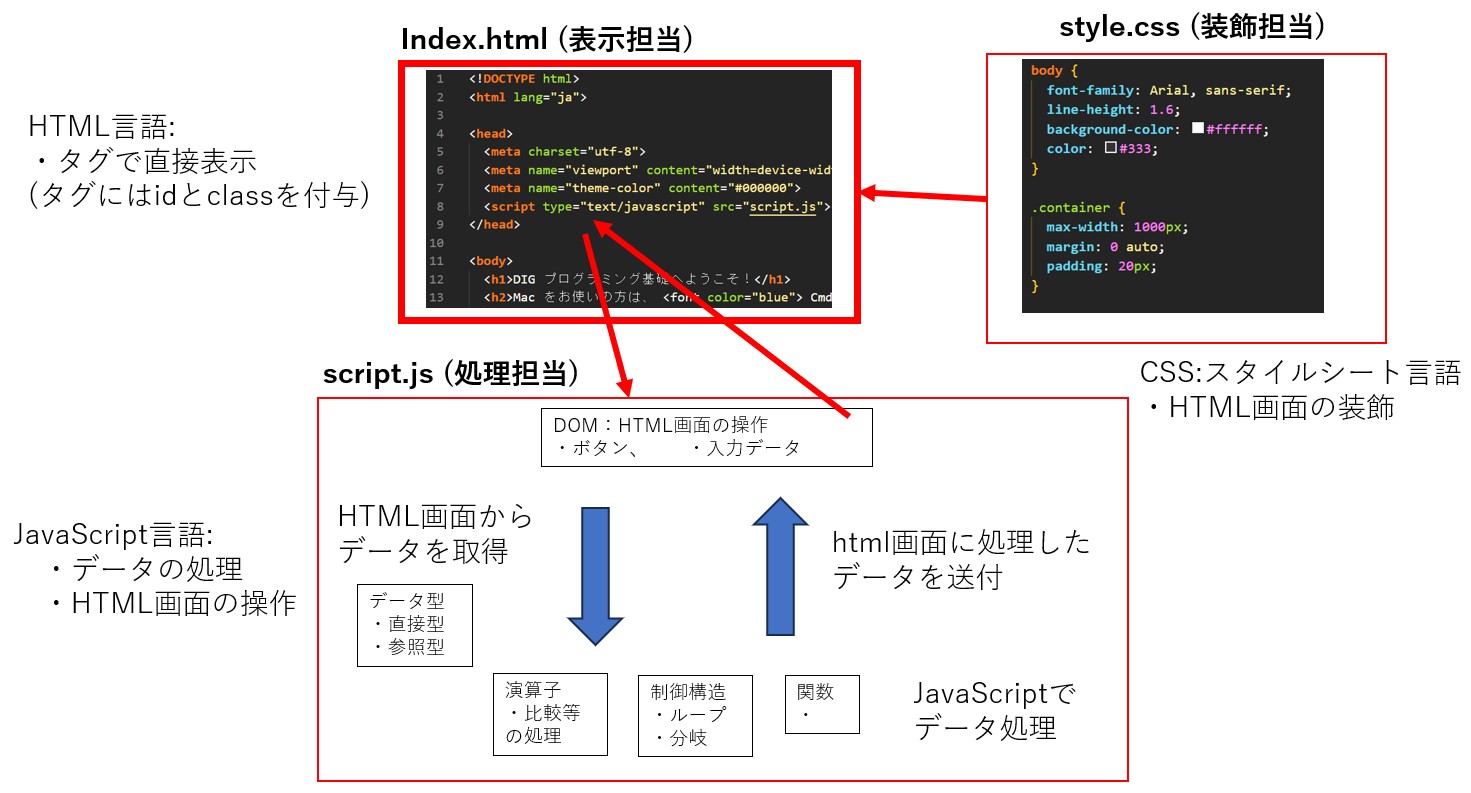 Index.html (表示担当)
style.css (装飾担当)
HTML言語:
・タグで直接表示
(タグにはidとclassを付与)
1 <!DOCTYPE html>
2 <html lang="ja">
3
4 <head>
5 <meta charset="utf-8">
6 <meta name="viewport" content="width=device-wid
7 <meta name="theme-color" content="#000000">
8 <script type="text/javascript" src="script.js">
9 </head>
10
11 <body>
12 <h1>DIG プログラミング基礎へようこそ！</h1>
13 <h2>Mac をお使いの方は、 <font color="blue"> Cmd
body {
font-family: Arial, sans-serif;
line-height: 1.6;
background-color: #ffffff;
color: #333;
}
.container {
max-width: 1000px;
margin: 0 auto;
padding: 20px;
}
CSS:スタイルシート言語
・HTML画面の装飾
script.js (処理担当)
DOM：HTML画面の操作
・ボタン、 ・入力データ
JavaScript言語:
・データの処理
・HTML画面の操作
HTML画面から
データを取得
html画面に処理した
データを送付
データ型
・直接型
・参照型
演算子
・比較等
の処理
制御構造
・ループ
・分岐
関数
・
JavaScriptで
データ処理